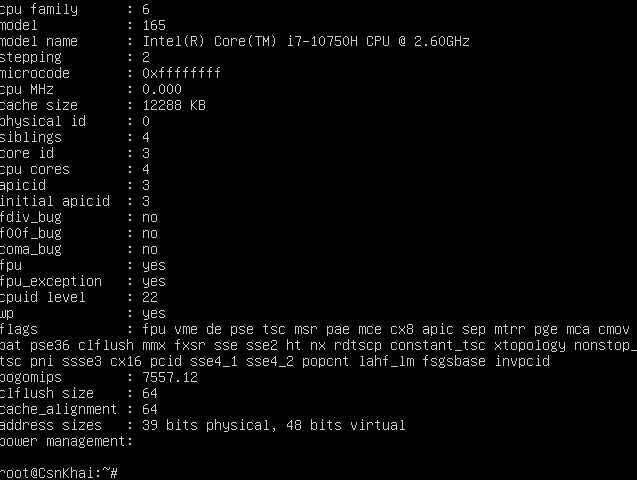 cpu family : 6
model : 165
model name : Intel(R) Core(TM) i7-10750H CPU @ 2.60GHz
stepping : 2
microcode : 0xffffffff
cpu MHz : 0.000
cache size : 12288 KB
physical id : 0
siblings : 4
core id : 3
cpu cores : 4
apicid : 3
initial apicid : 3
fdiv_bug : no
f00f_bug : no
coma_bug : no
fpu : yes
fpu_exception : yes
cpuid level : 22
wp : yes
flags : fpu vme de pse tsc msr pae mce cx8 apic sep mtrr pge mca cmov
pat pse36 clflush mmx fxsr sse sse2 ht nx rdtscp constant_tsc xtopology nonstop_
tsc pni ssse3 cx16 pcid sse4_1 sse4_2 popcnt lahf_lm fsgsbase invpcid
bogomips : 7557.12
clflush size : 64
cache_alignment : 64
address sizes : 39 bits physical, 48 bits virtual
power management:
root@CsnKhai:~#